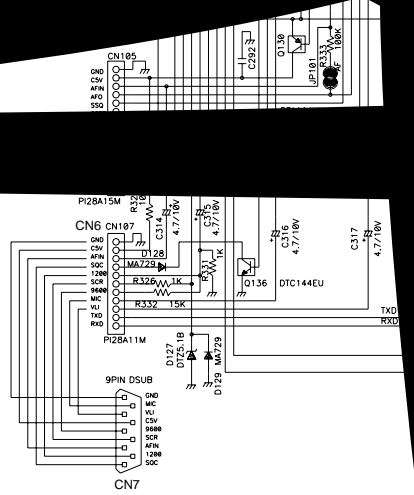 CN105
GND
C5V
AFIN
AFO
SSQ
C292
Q130
R333
100K
JP101
AF
PI28A15M
C314
4.7/10V
C315
4.7/10V
C316
4.7/10V
C317
4.7/10V
CN6 CN107
GND
C5V
AFIN
SQC
1200
SCR
9600
MIC
VLI
TXD
RXD
D128
MA729
R326 1K
R332 15K
R331
1K
Q136 DTC144EU
TXD
RXD
PI28A11M
D127
DTZ5.1B
D129 MA729
9PIN DSUB
GND
MIC
VLI
C5V
9600
SCR
AFIN
1200
SQC
CN7